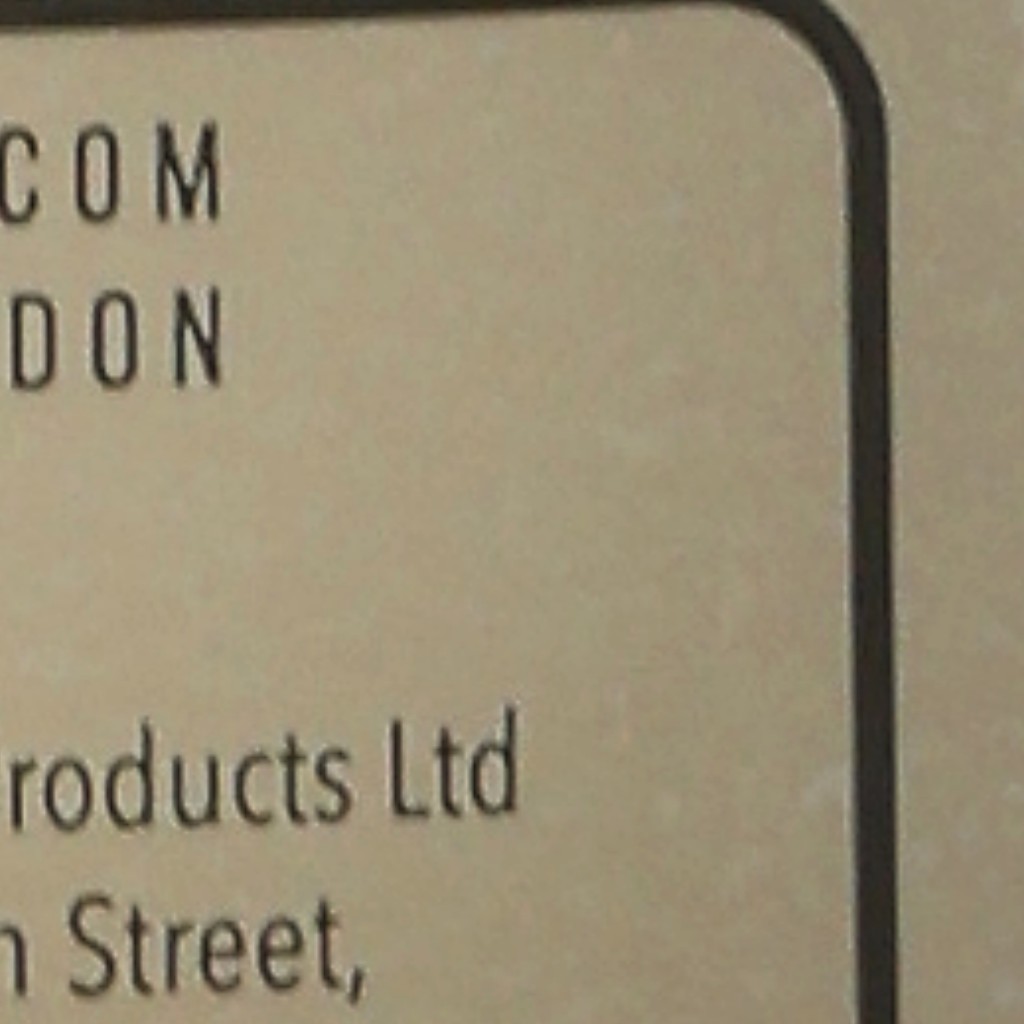 COM
DON
roducts Ltd
n Street,